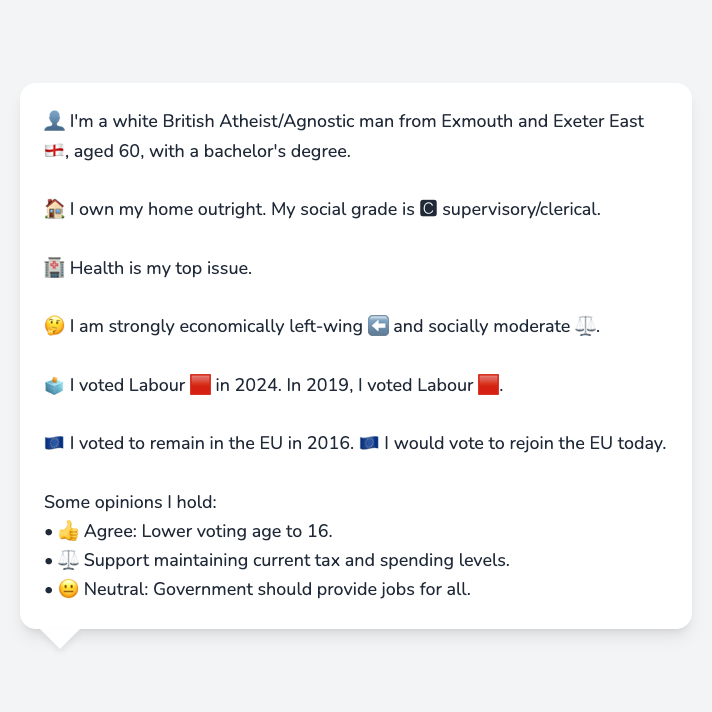 👤 I'm a white British Atheist/Agnostic man from Exmouth and Exeter East
🏴󠁧󠁢󠁥󠁮󠁧󠁿, aged 60, with a bachelor's degree.
🏠 I own my home outright. My social grade is 🅲 supervisory/clerical.
🏥 Health is my top issue.
🤔 I am strongly economically left-wing ⬅️ and socially moderate ⚖️.
🗳️ I voted Labour 🟥 in 2024. In 2019, I voted Labour 🟥.
🇪🇺 I voted to remain in the EU in 2016. 🇪🇺 I would vote to rejoin the EU today.
Some opinions I hold:
• 👍 Agree: Lower voting age to 16.
• ⚖️ Support maintaining current tax and spending levels.
• 😐 Neutral: Government should provide jobs for all.